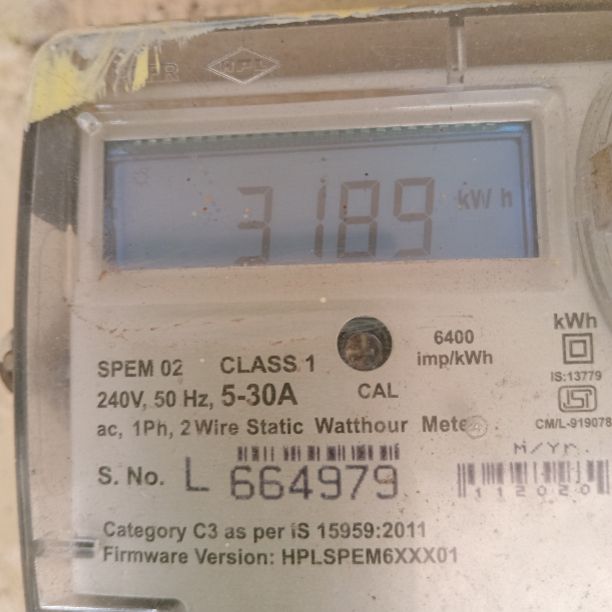 HPL
3189 kWh
6400
imp/kWh
kWh
SPEM 02 CLASS 1
240V, 50 Hz, 5-30A
CAL
IS:13779
ac, 1Ph, 2 Wire Static Watthour Meter
CM/L-919078
M/Yr.
S. No. L 664979
112020
Category C3 as per IS 15959:2011
Firmware Version: HPLSPEM6XXX01